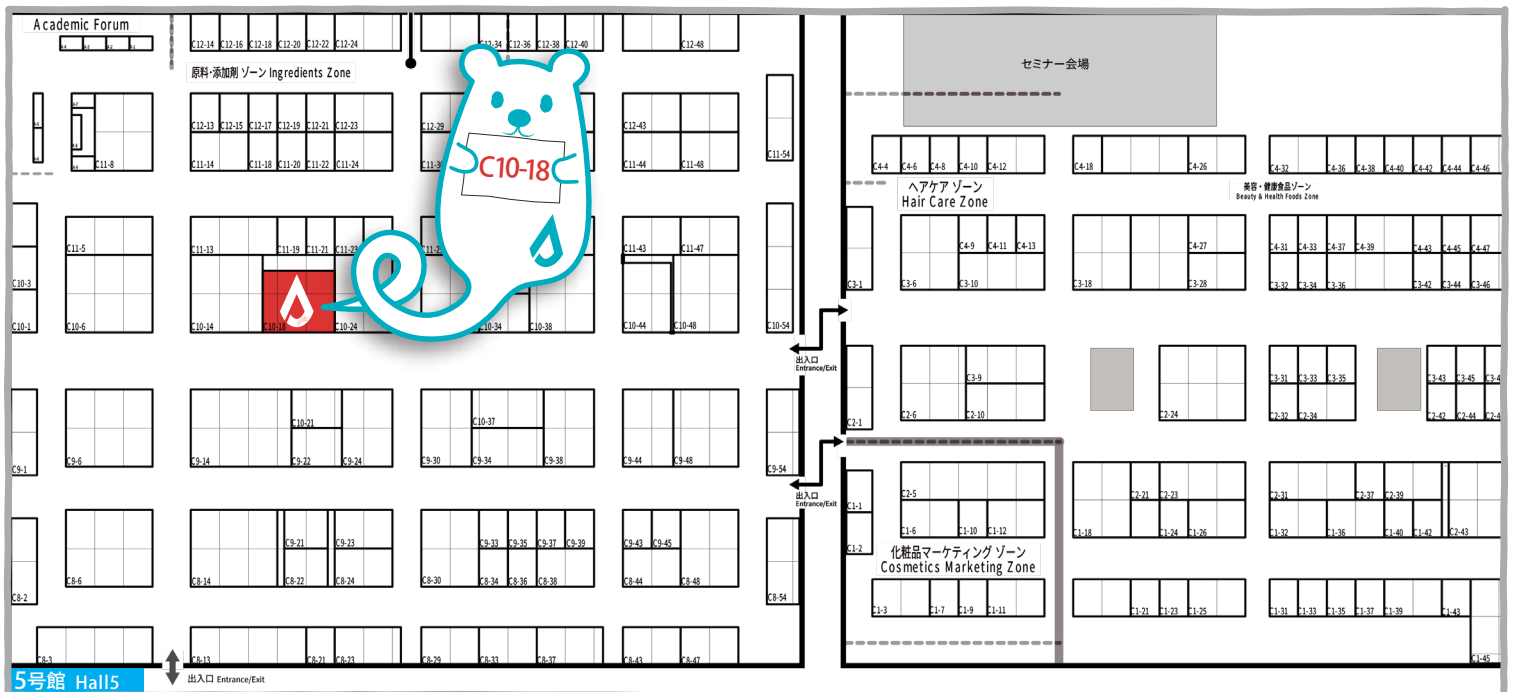 Academic Forum
A-4 A-3 A-2 A-1
C12-14 C12-16 C12-18 C12-20 C12-22 C12-24
C12-34 C12-36 C12-38 C12-40
C12-48
セミナー会場
原料・添加剤 ゾーン Ingredients Zone
C12-13 C12-15 C12-17 C12-19 C12-21 C12-23
C12-29
C12-43
C11-8
C11-14 C11-18 C11-20 C11-22 C11-24
C11-44 C11-48
C11-54
C10-18
C4-4 C4-6 C4-8 C4-10 C4-12
C4-18 C4-26
C4-32 C4-36 C4-38 C4-40 C4-42 C4-44 C4-46
ヘアケア ゾーン
Hair Care Zone
美容・健康食品ゾーン
Beauty & Health Foods Zone
C11-5
C11-13 C11-19 C11-21 C11-23
C11-43 C11-47
C4-9 C4-11 C4-13
C4-27
C4-31 C4-33 C4-37 C4-39 C4-43 C4-45 C4-47
C10-3
C3-1
C3-6 C3-10
C3-18 C3-28
C3-32 C3-34 C3-36 C3-42 C3-44 C3-46
C10-1
C10-6
C10-14 C10-18 C10-24
C10-34 C10-38
C10-44 C10-48
C10-54
出入口
Entrance/Exit
C3-9
C3-31 C3-33 C3-35
C3-43 C3-45
C2-1
C2-6 C2-10
C2-24
C2-32 C2-34
C2-42 C2-44
C10-21
C10-37
C9-1
C9-6
C9-14 C9-22 C9-24
C9-30 C9-34 C9-38
C9-44 C9-48
C9-54
出入口
Entrance/Exit
C2-5
C2-21 C2-23
C2-31 C2-37 C2-39
C1-1
C1-6 C1-10 C1-12
C1-18 C1-24 C1-26
C1-32 C1-36 C1-40 C1-42 C2-43
C1-2
化粧品マーケティング ゾーン
Cosmetics Marketing Zone
C9-21 C9-23
C9-33 C9-35 C9-37 C9-39
C9-43 C9-45
C8-2
C8-6
C8-14 C8-22 C8-24
C8-30 C8-34 C8-36 C8-38
C8-44 C8-48
C8-54
C1-3 C1-7 C1-9 C1-11
C1-21 C1-23 C1-25
C1-31 C1-33 C1-35 C1-37 C1-39 C1-43
C8-3
C8-13 C8-21 C8-23
C8-29 C8-33 C8-37
C8-43 C8-47
C1-45
5号館 Hall5
出入口 Entrance/Exit